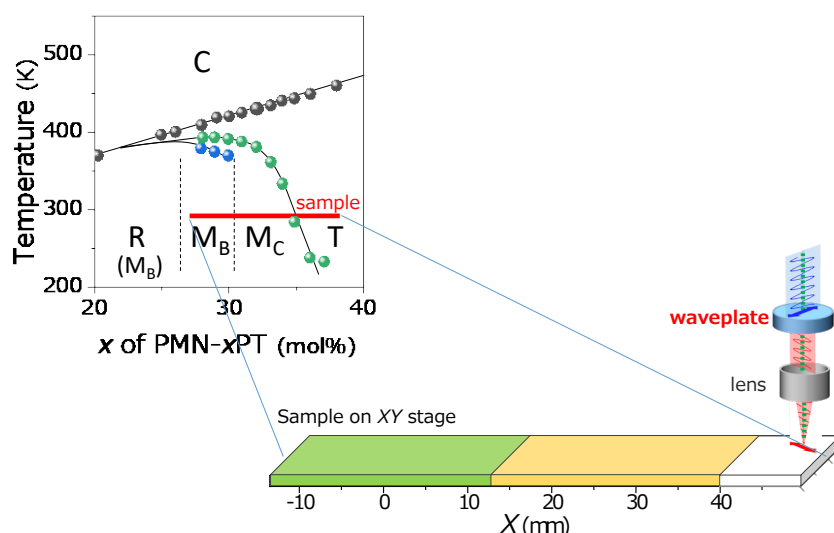 500
400
300
200
Temperature (K)
C
sample
R
(MB)
MB
MC
T
20
30
40
x of PMN-xPT (mol%)
waveplate
lens
Sample on XY stage
-10
0
10
20
30
40
X (mm)